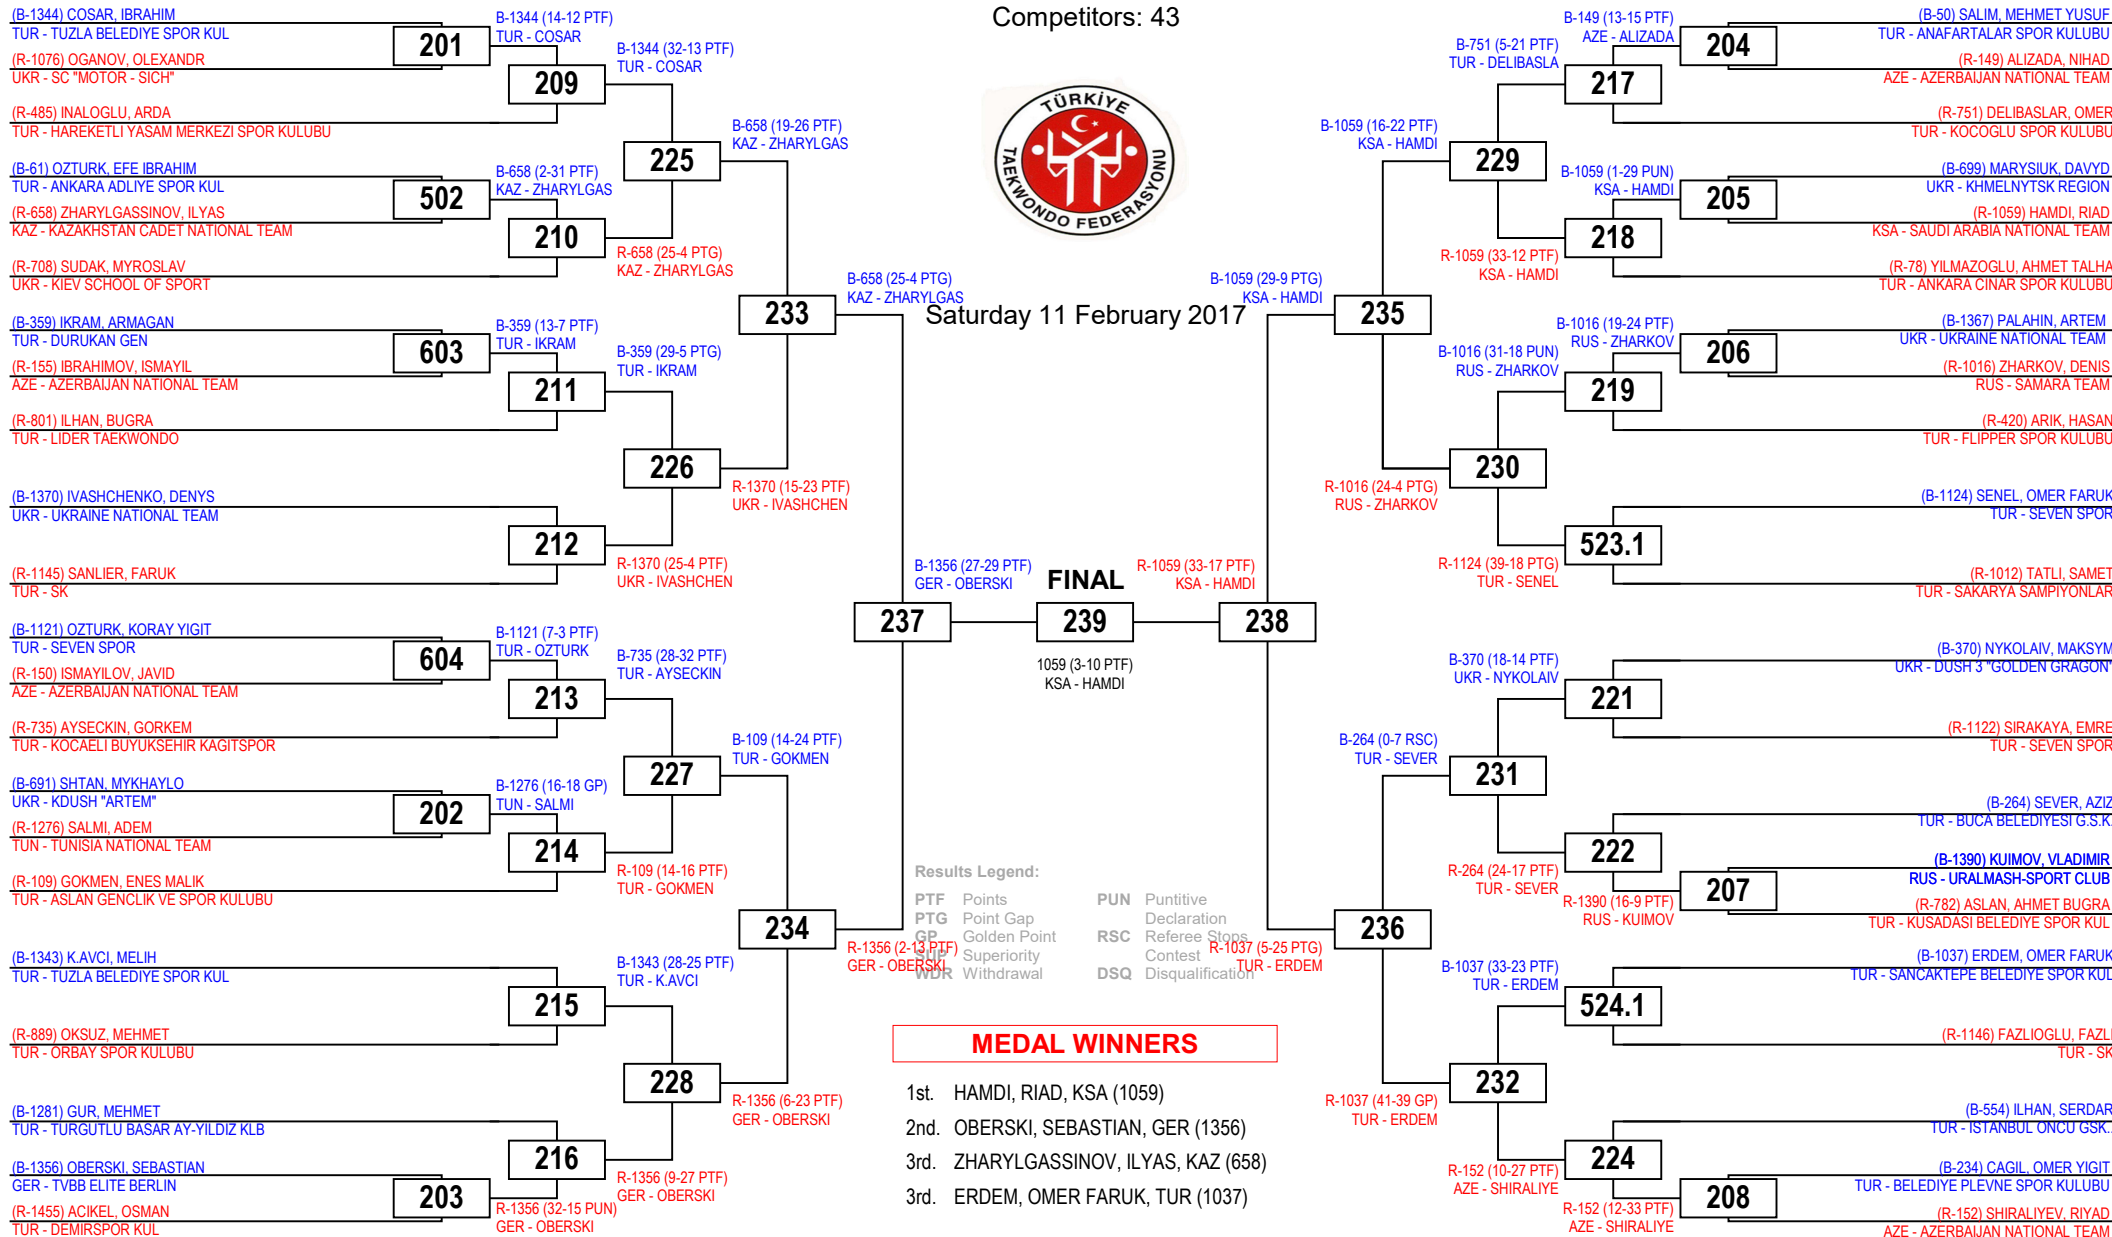 Competitors: 43
(B-1344) COSAR, IBRAHIM
TUR - TUZLA BELEDIYE SPOR KUL
(R-1076) OGANOV, OLEXANDR
UKR - SC "MOTOR - SICH"
201
B-1344 (14-12 PTF)
TUR - COSAR
(R-485) INALOGLU, ARDA
TUR - HAREKETLI YASAM MERKEZI SPOR KULUBU
209
B-1344 (32-13 PTF)
TUR - COSAR
(B-61) OZTURK, EFE IBRAHIM
TUR - ANKARA ADLIYE SPOR KUL
(R-658) ZHARYLGASSINOV, ILYAS
KAZ - KAZAKHSTAN CADET NATIONAL TEAM
502
B-658 (2-31 PTF)
KAZ - ZHARYLGAS
(R-708) SUDAK, MYROSLAV
UKR - KIEV SCHOOL OF SPORT
210
R-658 (25-4 PTG)
KAZ - ZHARYLGAS
225
B-658 (19-26 PTF)
KAZ - ZHARYLGAS
(B-359) IKRAM, ARMAGAN
TUR - DURUKAN GEN
(R-155) IBRAHIMOV, ISMAYIL
AZE - AZERBAIJAN NATIONAL TEAM
603
B-359 (13-7 PTF)
TUR - IKRAM
(R-801) ILHAN, BUGRA
TUR - LIDER TAEKWONDO
211
B-359 (29-5 PTG)
TUR - IKRAM
(B-1370) IVASHCHENKO, DENYS
UKR - UKRAINE NATIONAL TEAM
(R-1145) SANLIER, FARUK
TUR - SK
212
R-1370 (25-4 PTF)
UKR - IVASHCHEN
226
R-1370 (15-23 PTF)
UKR - IVASHCHEN
233
B-658 (25-4 PTG)
KAZ - ZHARYLGAS
(B-1121) OZTURK, KORAY YIGIT
TUR - SEVEN SPOR
(R-150) ISMAYILOV, JAVID
AZE - AZERBAIJAN NATIONAL TEAM
604
B-1121 (7-3 PTF)
TUR - OZTURK
(R-735) AYSECKIN, GORKEM
TUR - KOCAELI BUYUKSEHIR KAGITSPOR
213
B-735 (28-32 PTF)
TUR - AYSECKIN
(B-691) SHTAN, MYKHAYLO
UKR - KDUSH "ARTEM"
(R-1276) SALMI, ADEM
TUN - TUNISIA NATIONAL TEAM
202
B-1276 (16-18 GP)
TUN - SALMI
(R-109) GOKMEN, ENES MALIK
TUR - ASLAN GENCLIK VE SPOR KULUBU
214
R-109 (14-16 PTF)
TUR - GOKMEN
227
B-109 (14-24 PTF)
TUR - GOKMEN
(B-1343) K.AVCI, MELIH
TUR - TUZLA BELEDIYE SPOR KUL
(R-889) OKSUZ, MEHMET
TUR - ORBAY SPOR KULUBU
215
B-1343 (28-25 PTF)
TUR - K.AVCI
(B-1281) GUR, MEHMET
TUR - TURGUTLU BASAR AY-YILDIZ KLB
(B-1356) OBERSKI, SEBASTIAN
GER - TVBB ELITE BERLIN
(R-1455) ACIKEL, OSMAN
TUR - DEMIRSPOR KUL
203
R-1356 (32-15 PUN)
GER - OBERSKI
216
R-1356 (9-27 PTF)
GER - OBERSKI
228
R-1356 (6-23 PTF)
GER - OBERSKI
234
R-1356 (2-13 PTF)
GER - OBERSKI
237
B-1356 (27-29 PTF)
GER - OBERSKI
TÜRKİYE
TAEKWONDO FEDERASYONU
Saturday 11 February 2017
FINAL
239
1059 (3-10 PTF)
KSA - HAMDI
R-1059 (33-17 PTF)
KSA - HAMDI
238
B-1059 (29-9 PTG)
KSA - HAMDI
235
B-1059 (16-22 PTF)
KSA - HAMDI
229
B-751 (5-21 PTF)
TUR - DELIBASLA
217
B-149 (13-15 PTF)
AZE - ALIZADA
204
(B-50) SALIM, MEHMET YUSUF
TUR - ANAFARTALAR SPOR KULUBU
(R-149) ALIZADA, NIHAD
AZE - AZERBAIJAN NATIONAL TEAM
(R-751) DELIBASLAR, OMER
TUR - KOCOGLU SPOR KULUBU
(B-699) MARYSIUK, DAVYD
UKR - KHMELNYTSK REGION
(R-1059) HAMDI, RIAD
KSA - SAUDI ARABIA NATIONAL TEAM
205
B-1059 (1-29 PUN)
KSA - HAMDI
218
R-1059 (33-12 PTF)
KSA - HAMDI
(R-78) YILMAZOGLU, AHMET TALHA
TUR - ANKARA CINAR SPOR KULUBU
(B-1367) PALAHIN, ARTEM
UKR - UKRAINE NATIONAL TEAM
(R-1016) ZHARKOV, DENIS
RUS - SAMARA TEAM
206
B-1016 (19-24 PTF)
RUS - ZHARKOV
219
B-1016 (31-18 PUN)
RUS - ZHARKOV
(R-420) ARIK, HASAN
TUR - FLIPPER SPOR KULUBU
230
R-1016 (24-4 PTG)
RUS - ZHARKOV
(B-1124) SENEL, OMER FARUK
TUR - SEVEN SPOR
523.1
R-1124 (39-18 PTG)
TUR - SENEL
(R-1012) TATLI, SAMET
TUR - SAKARYA SAMPIYONLAR
(B-370) NYKOLAIV, MAKSYM
UKR - DUSH 3 "GOLDEN GRAGON"
221
B-370 (18-14 PTF)
UKR - NYKOLAIV
(R-1122) SIRAKAYA, EMRE
TUR - SEVEN SPOR
231
B-264 (0-7 RSC)
TUR - SEVER
(B-264) SEVER, AZIZ
TUR - BUCA BELEDIYESI G.S.K.
222
R-264 (24-17 PTF)
TUR - SEVER
(B-1390) KUIMOV, VLADIMIR
RUS - URALMASH-SPORT CLUB
207
R-1390 (16-9 PTF)
RUS - KUIMOV
(R-782) ASLAN, AHMET BUGRA
TUR - KUSADASI BELEDIYE SPOR KUL
236
R-1037 (5-25 PTG)
TUR - ERDEM
(B-1037) ERDEM, OMER FARUK
TUR - SANCAKTEPE BELEDIYE SPOR KUL
524.1
B-1037 (33-23 PTF)
TUR - ERDEM
(R-1146) FAZLIOGLU, FAZLI
TUR - SK
232
R-1037 (41-39 GP)
TUR - ERDEM
(B-554) ILHAN, SERDAR
TUR - ISTANBUL ONCU GSK.
224
R-152 (10-27 PTF)
AZE - SHIRALIYE
(B-234) CAGIL, OMER YIGIT
TUR - BELEDIYE PLEVNE SPOR KULUBU
208
R-152 (12-33 PTF)
AZE - SHIRALIYE
(R-152) SHIRALIYEV, RIYAD
AZE - AZERBAIJAN NATIONAL TEAM
Results Legend:
PTF Points
PTG Point Gap
GP Golden Point
SUP Superiority
WDR Withdrawal
PUN Puntitive
Declaration
RSC Referee Stops
Contest
DSQ Disqualification
MEDAL WINNERS
1st. HAMDI, RIAD, KSA (1059)
2nd. OBERSKI, SEBASTIAN, GER (1356)
3rd. ZHARYLGASSINOV, ILYAS, KAZ (658)
3rd. ERDEM, OMER FARUK, TUR (1037)